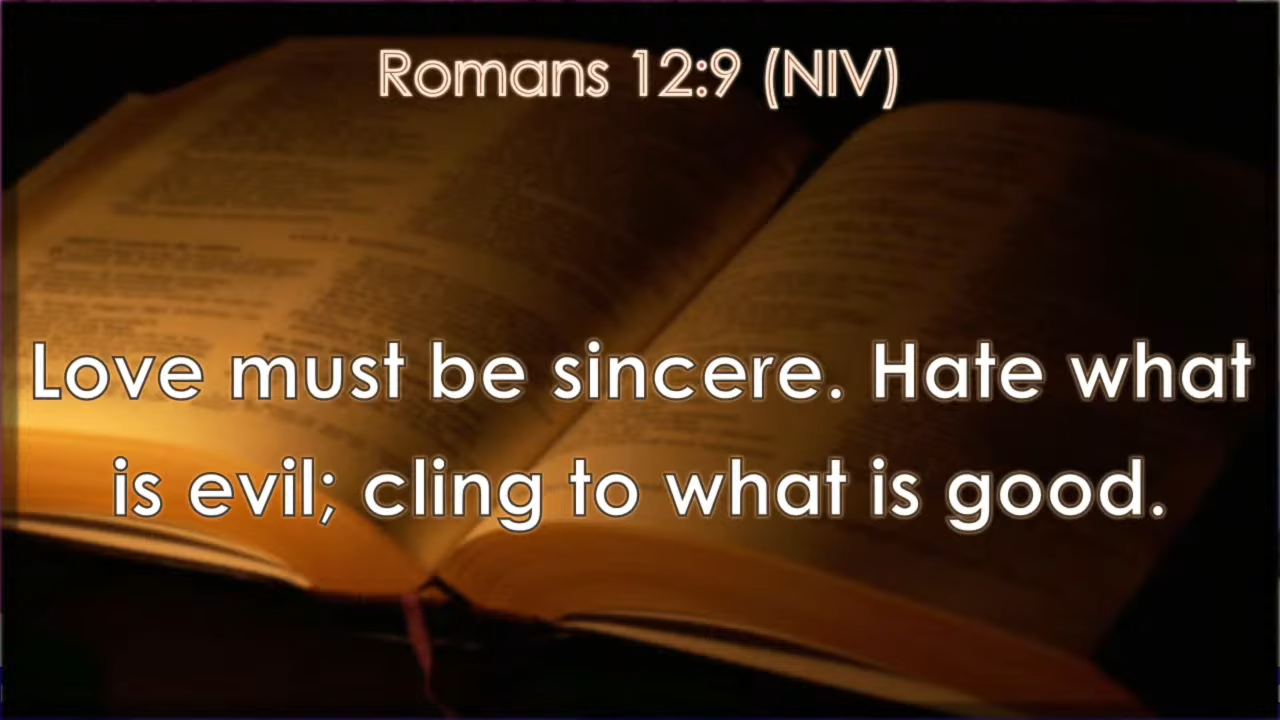 Romans 12:9 (NIV)
Love must be sincere. Hate what
is evil; cling to what is good.